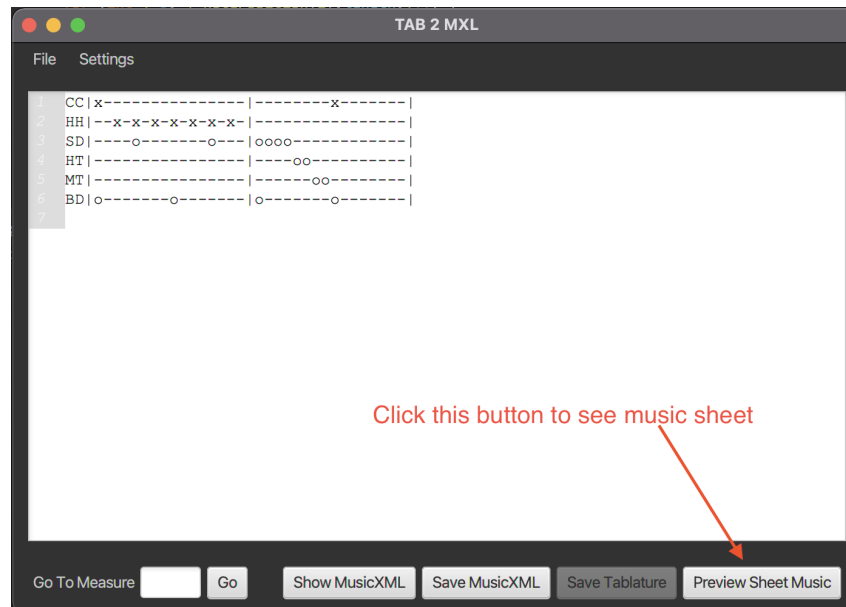 TAB 2 MXL
File Settings
1 CC|x---------------|--------x-------|
2 HH|--x-x-x-x-x-x-x-|----------------|
3 SD|----o-------o---|oooo------------|
4 HT|----------------|----oo----------|
5 MT|----------------|------oo--------|
6 BD|o-------o-------|o-------o-------|
7
Click this button to see music sheet
Go To Measure Go Show MusicXML Save MusicXML Save Tablature Preview Sheet Music